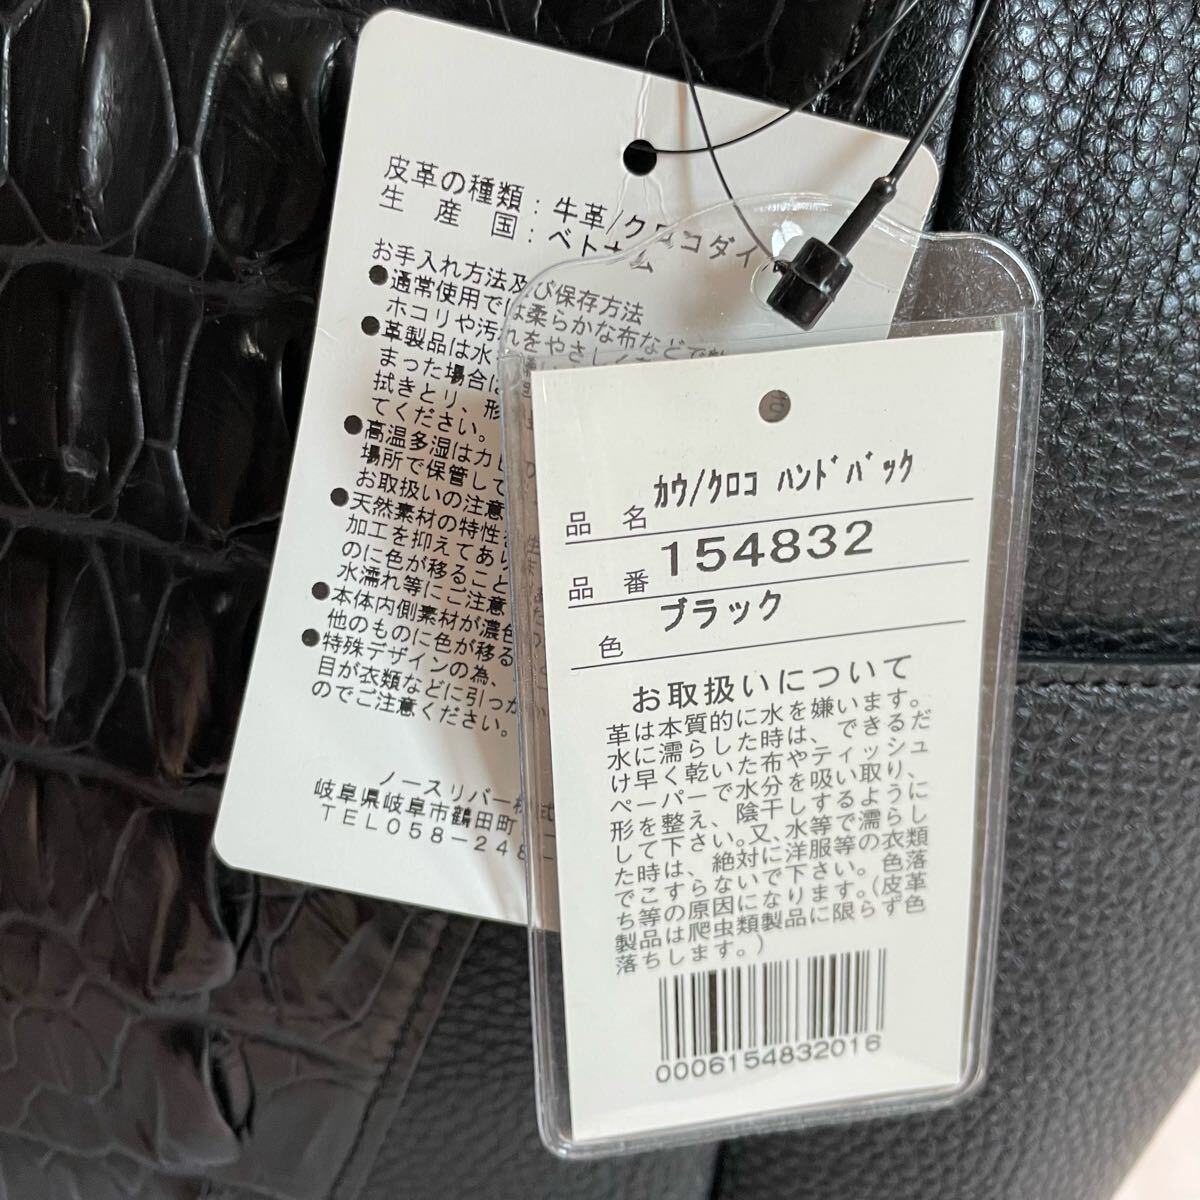 皮革の種類：牛革/クロコダイ
生産国：ベトナム
お手入れ方法及び保存方法
●通常使用では柔らかな布などで
ホコリや汚れをやさしく
●革製品は水
まった場合は
拭きとり、形
てください。
●高温多湿はカ
場所で保管して
お取扱いの注意
●天然素材の特性
加工を抑えてあ
のに色が移ること
水濡れ等にご注意
●本体内側素材が濃色
他のものに色が移る
●特殊デザインの為、
目が衣類などに引っか
のでご注意ください。
ノースリバー株式
岐阜県岐阜市鶴田町
TEL058-248-
品名 ｶｳ/ｸﾛｺ ﾊﾝﾄﾞﾊﾞｯｸ
品番 154832
色 ブラック
お取扱いについて
革は本質的に水を嫌います。
水に濡らした時は、できるだ
け早く乾いた布やティッシュ
ペーパーで水分を吸い取り、
形を整え、陰干しするように
して下さい。又、水等で濡らし
た時は、絶対に洋服等の衣類
でこすらないで下さい。色落
ち等の原因になります。(皮革
製品は爬虫類製品に限らず色
落ちします。)
0006154832016